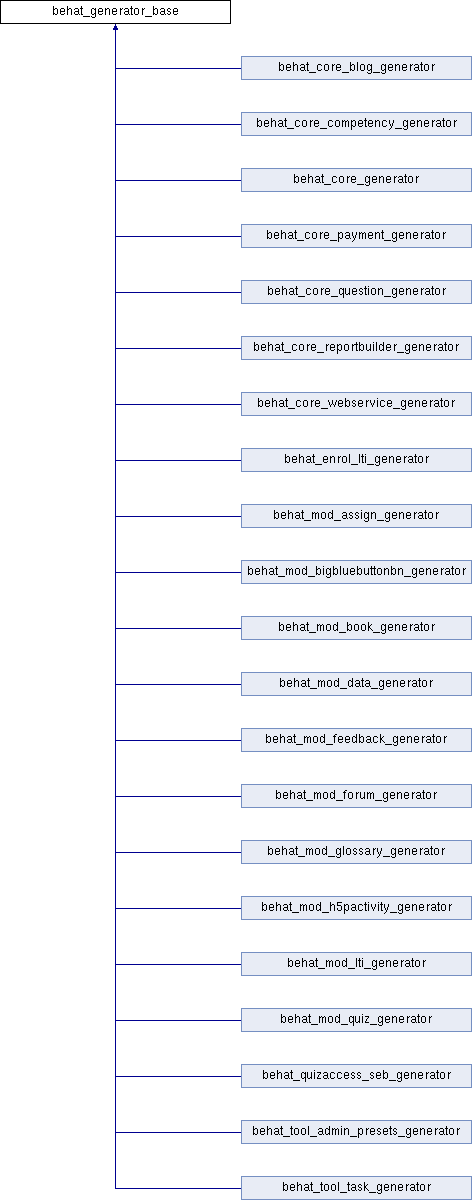 behat_generator_base
behat_core_blog_generator
behat_core_competency_generator
behat_core_generator
behat_core_payment_generator
behat_core_question_generator
behat_core_reportbuilder_generator
behat_core_webservice_generator
behat_enrol_lti_generator
behat_mod_assign_generator
behat_mod_bigbluebuttonbn_generator
behat_mod_book_generator
behat_mod_data_generator
behat_mod_feedback_generator
behat_mod_forum_generator
behat_mod_glossary_generator
behat_mod_h5pactivity_generator
behat_mod_lti_generator
behat_mod_quiz_generator
behat_quizaccess_seb_generator
behat_tool_admin_presets_generator
behat_tool_task_generator